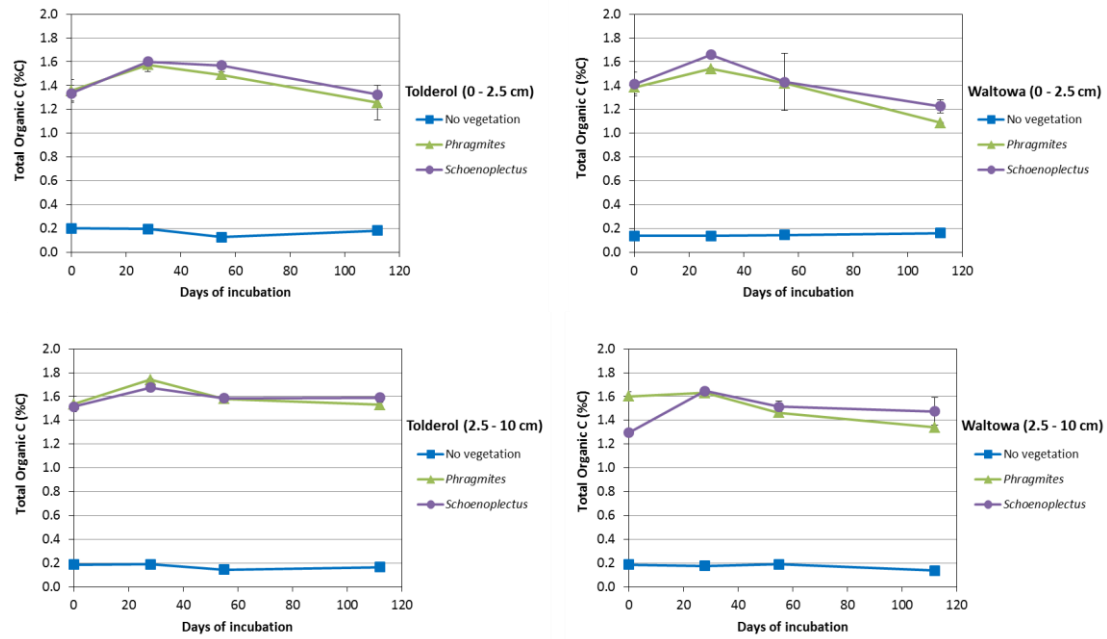 Total Organic C (%C)
2.0
1.8
1.6
1.4
1.2
1.0
0.8
0.6
0.4
0.2
0.0
0 20 40 60 80 100 120
Days of incubation
Tolderol (0 - 2.5 cm)
No vegetation
Phragmites
Schoenoplectus
Total Organic C (%C)
2.0
1.8
1.6
1.4
1.2
1.0
0.8
0.6
0.4
0.2
0.0
0 20 40 60 80 100 120
Days of incubation
Waltowa (0 - 2.5 cm)
No vegetation
Phragmites
Schoenoplectus
Total Organic C (%C)
2.0
1.8
1.6
1.4
1.2
1.0
0.8
0.6
0.4
0.2
0.0
0 20 40 60 80 100 120
Days of incubation
Tolderol (2.5 - 10 cm)
No vegetation
Phragmites
Schoenoplectus
Total Organic C (%C)
2.0
1.8
1.6
1.4
1.2
1.0
0.8
0.6
0.4
0.2
0.0
0 20 40 60 80 100 120
Days of incubation
Waltowa (2.5 - 10 cm)
No vegetation
Phragmites
Schoenoplectus